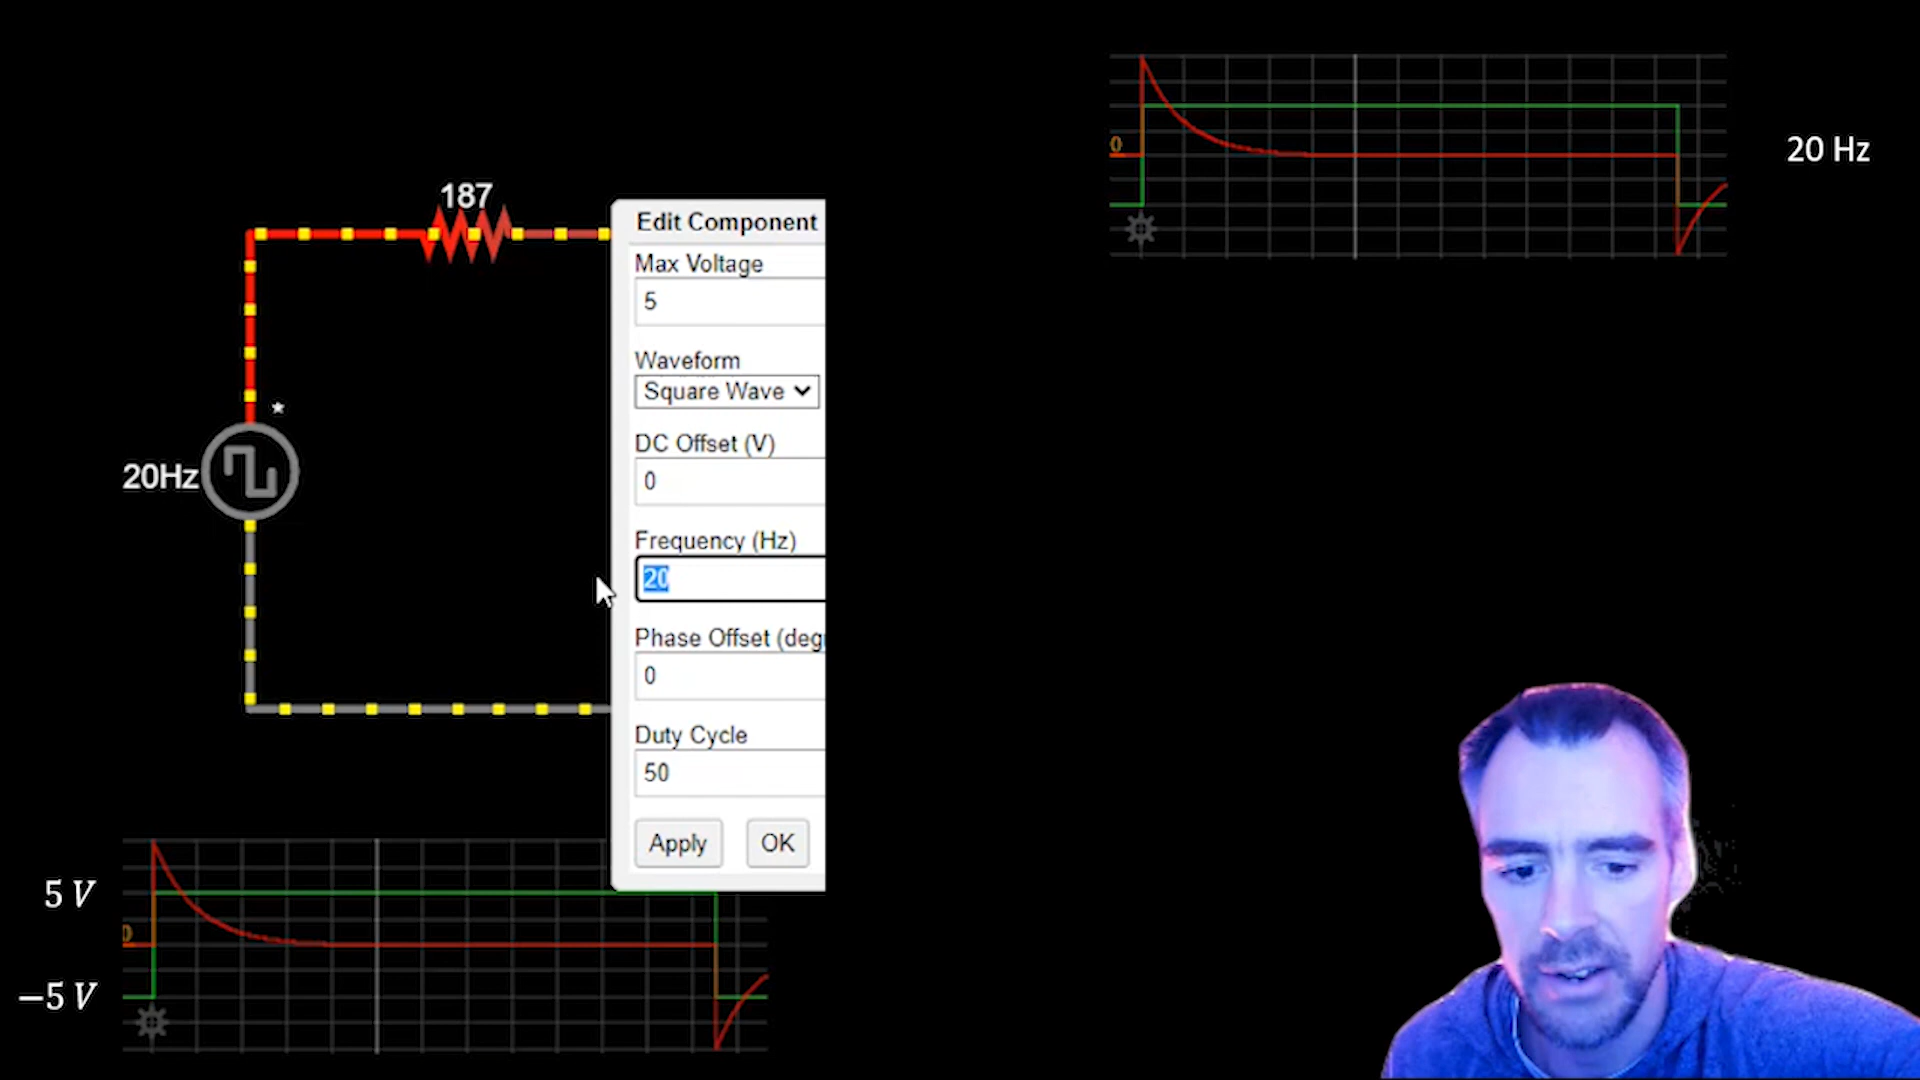 187
20Hz
*
Edit Component
Max Voltage
5
Waveform
Square Wave
DC Offset (V)
0
Frequency (Hz)
20
Phase Offset (deg
0
Duty Cycle
50
Apply OK
5 V
0
−5 V
0
20 Hz